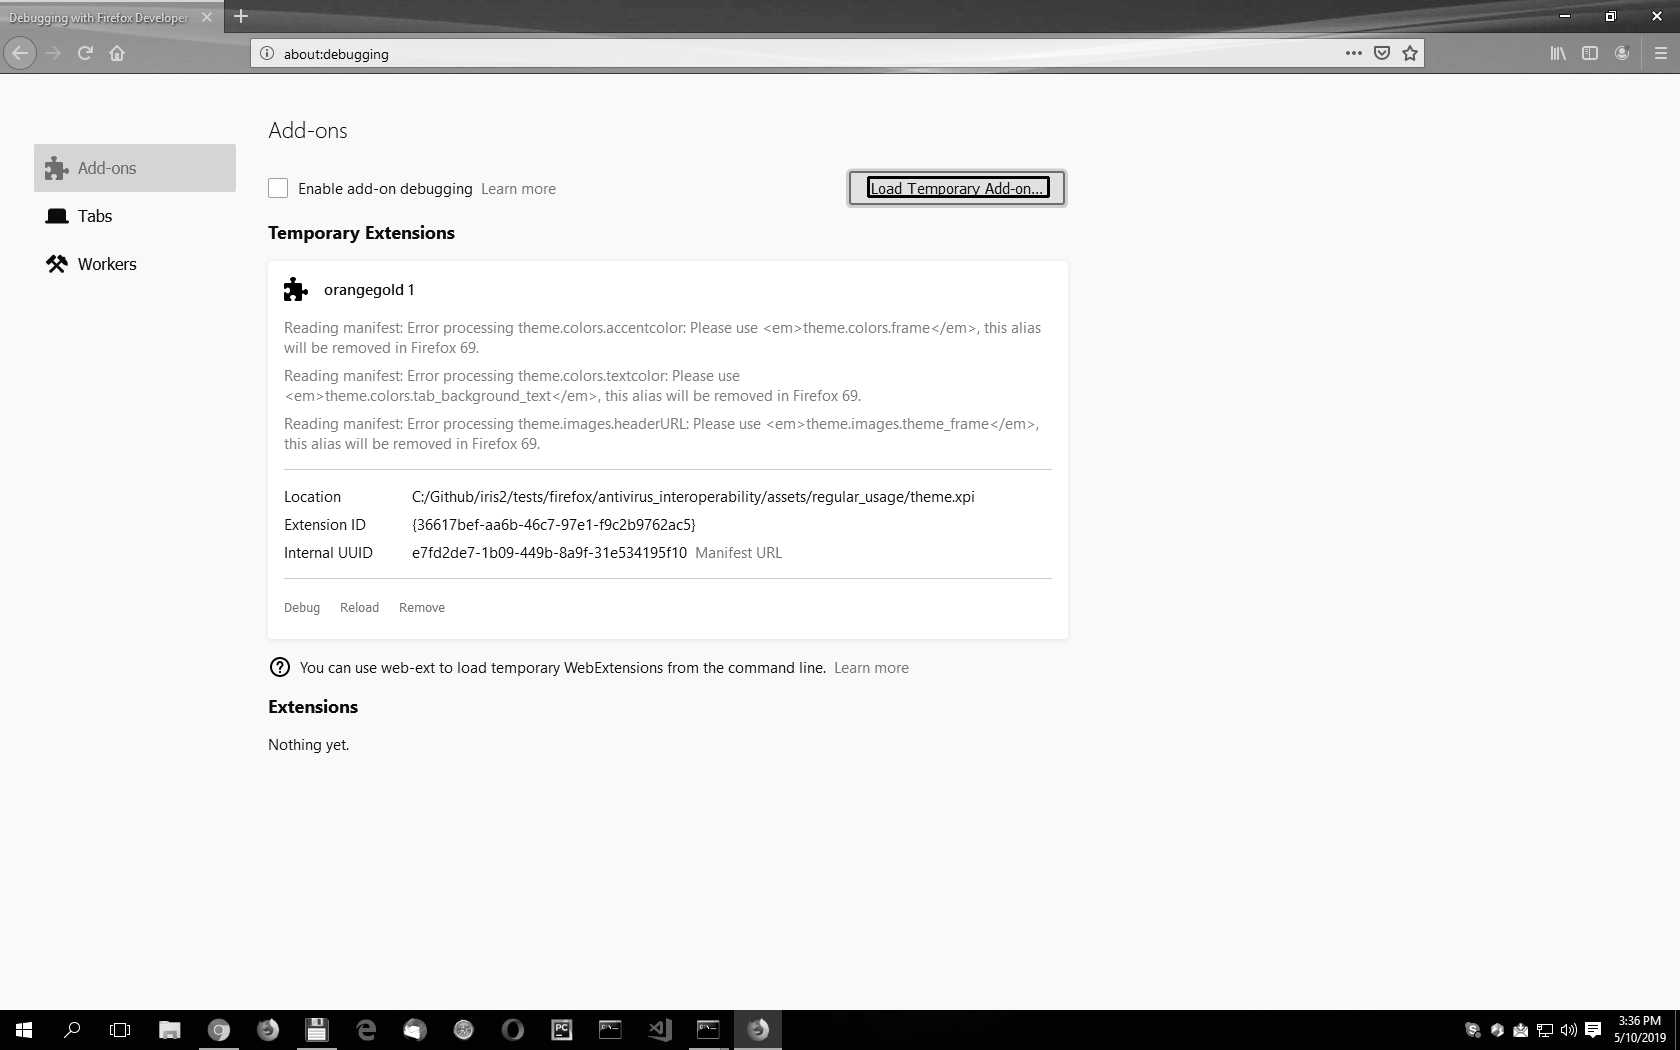 Debugging with Firefox Developer
about:debugging
Add-ons
Tabs
Workers
Add-ons
Enable add-on debugging Learn more
Load Temporary Add-on...
Temporary Extensions
orangegold 1
Reading manifest: Error processing theme.colors.accentcolor: Please use <em>theme.colors.frame</em>, this alias
will be removed in Firefox 69.
Reading manifest: Error processing theme.colors.textcolor: Please use
<em>theme.colors.tab_background_text</em>, this alias will be removed in Firefox 69.
Reading manifest: Error processing theme.images.headerURL: Please use <em>theme.images.theme_frame</em>,
this alias will be removed in Firefox 69.
Location C:/Github/iris2/tests/firefox/antivirus_interoperability/assets/regular_usage/theme.xpi
Extension ID {36617bef-aa6b-46c7-97e1-f9c2b9762ac5}
Internal UUID e7fd2de7-1b09-449b-8a9f-31e534195f10 Manifest URL
Debug Reload Remove
You can use web-ext to load temporary WebExtensions from the command line. Learn more
Extensions
Nothing yet.
PC
3:36 PM
5/10/2019